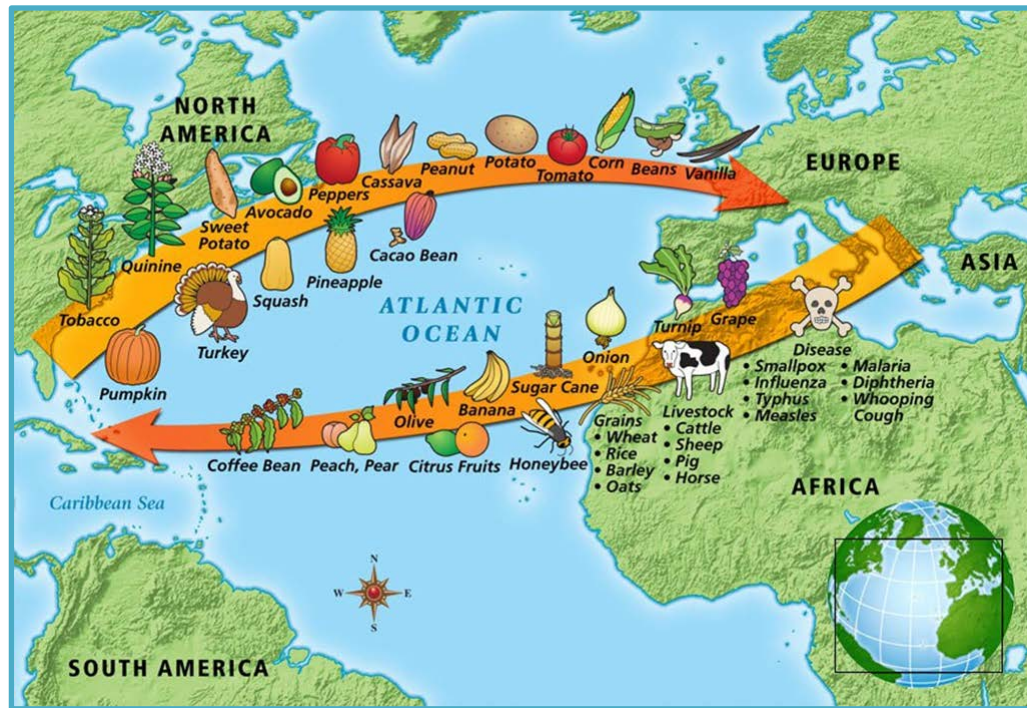 NORTH
AMERICA
EUROPE
ASIA
Quinine
Tobacco
Sweet
Potato
Avocado
Peppers
Cassava
Peanut
Potato
Tomato
Corn
Beans
Vanilla
Pumpkin
Turkey
Squash
Pineapple
Cacao Bean
ATLANTIC
OCEAN
Coffee Bean
Peach, Pear
Olive
Citrus Fruits
Banana
Honeybee
Sugar Cane
Onion
Grains
• Wheat
• Rice
• Barley
• Oats
Turnip
Livestock
• Cattle
• Sheep
• Pig
• Horse
Grape
Disease
• Smallpox
• Influenza
• Typhus
• Measles
• Malaria
• Diphtheria
• Whooping
Cough
AFRICA
Caribbean Sea
SOUTH AMERICA
N
W
E
S